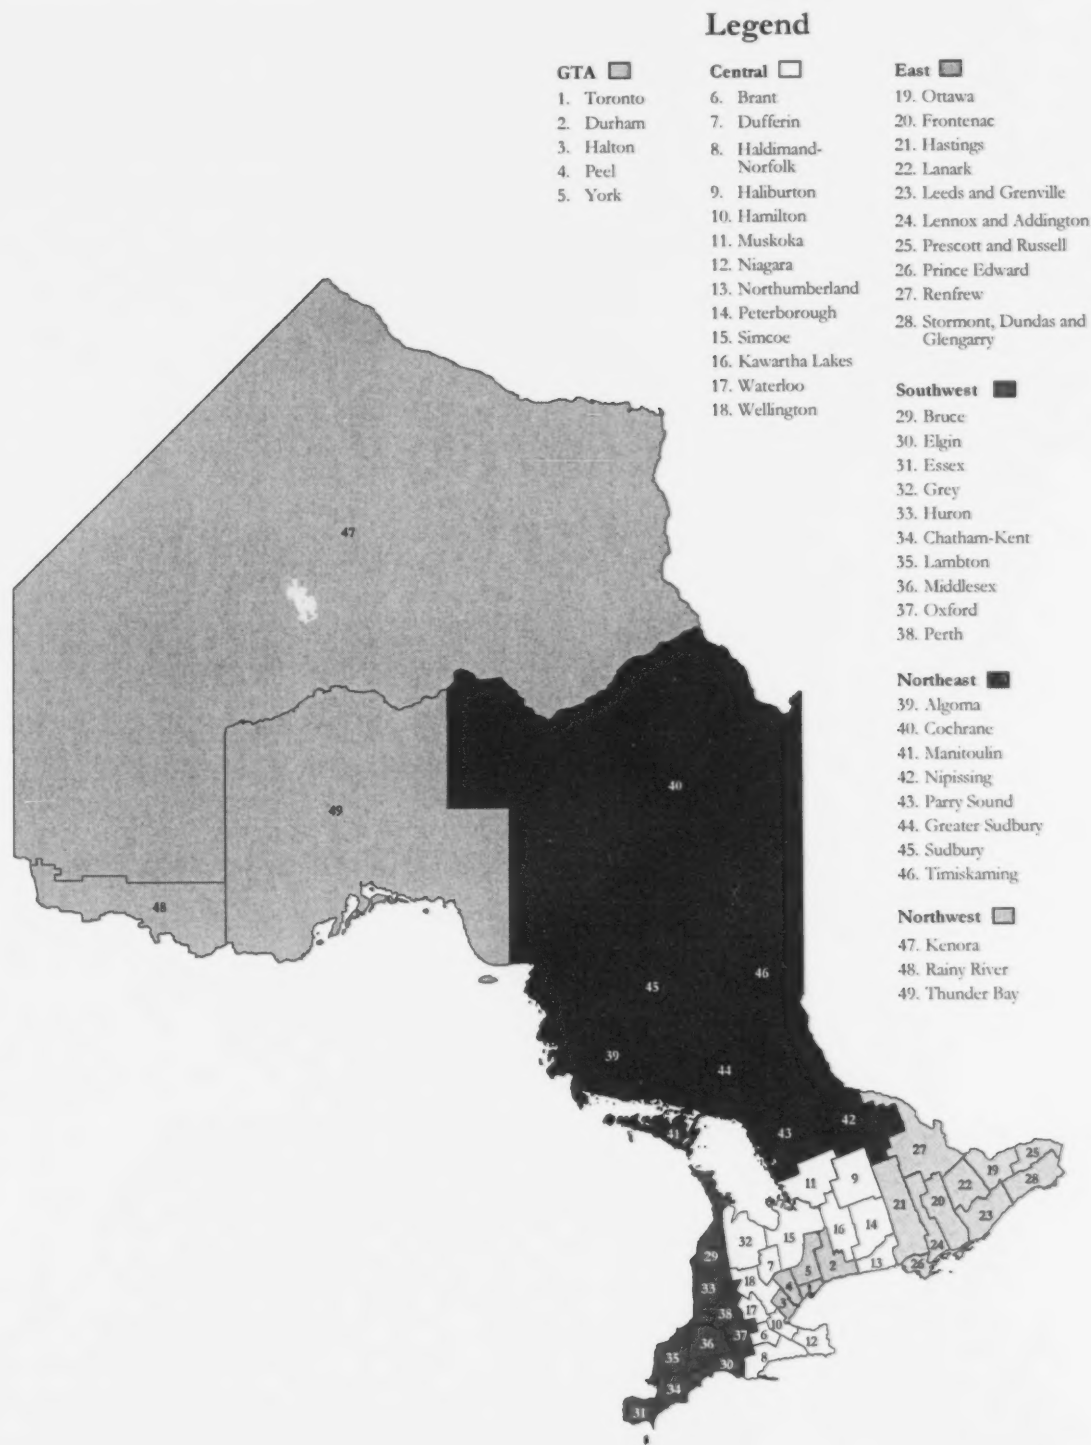 Legend
GTA
1. Toronto
2. Durham
3. Halton
4. Peel
5. York
Central
6. Brant
7. Dufferin
8. Haldimand-
Norfolk
9. Haliburton
10. Hamilton
11. Muskoka
12. Niagara
13. Northumberland
14. Peterborough
15. Simcoe
16. Kawartha Lakes
17. Waterloo
18. Wellington
East
19. Ottawa
20. Frontenac
21. Hastings
22. Lanark
23. Leeds and Grenville
24. Lennox and Addington
25. Prescott and Russell
26. Prince Edward
27. Renfrew
28. Stormont, Dundas and
Glengarry
Southwest
29. Bruce
30. Elgin
31. Essex
32. Grey
33. Huron
34. Chatham-Kent
35. Lambton
36. Middlesex
37. Oxford
38. Perth
Northeast
39. Algoma
40. Cochrane
41. Manitoulin
42. Nipissing
43. Parry Sound
44. Greater Sudbury
45. Sudbury
46. Timiskaming
Northwest
47. Kenora
48. Rainy River
49. Thunder Bay
47
40
49
48
46
45
39
44
42
41
43
27
25
19
9
11
22
28
21
20
23
14
16
32
15
24
29
7
5
2
13
26
18
4
33
1
3
17
38
10
37
6
12
36
35
8
30
34
31